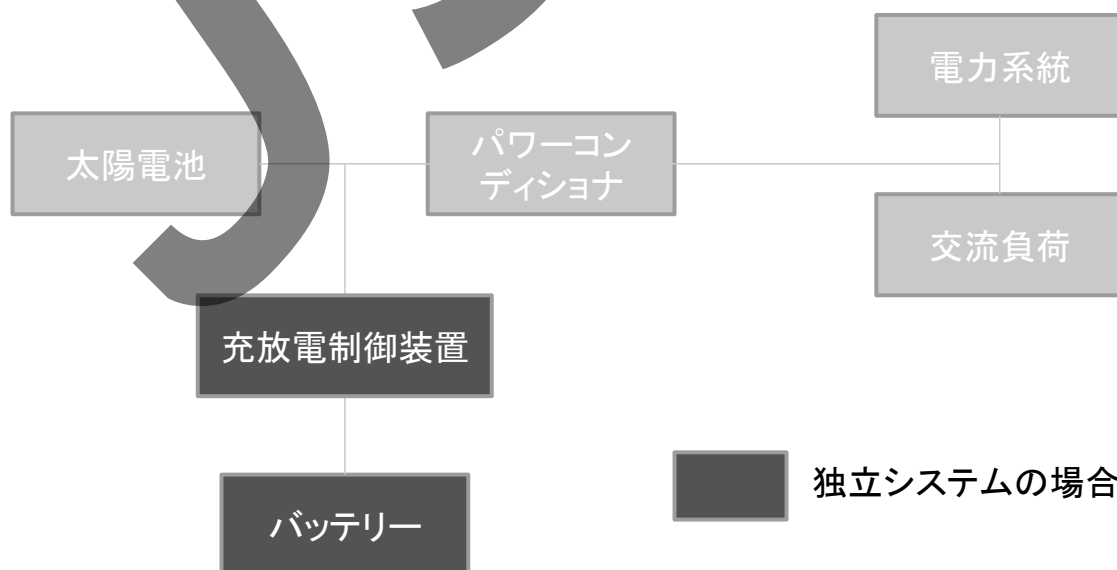 電力系統
太陽電池
パワーコン
ディショナ
交流負荷
充放電制御装置
独立システムの場合
バッテリー